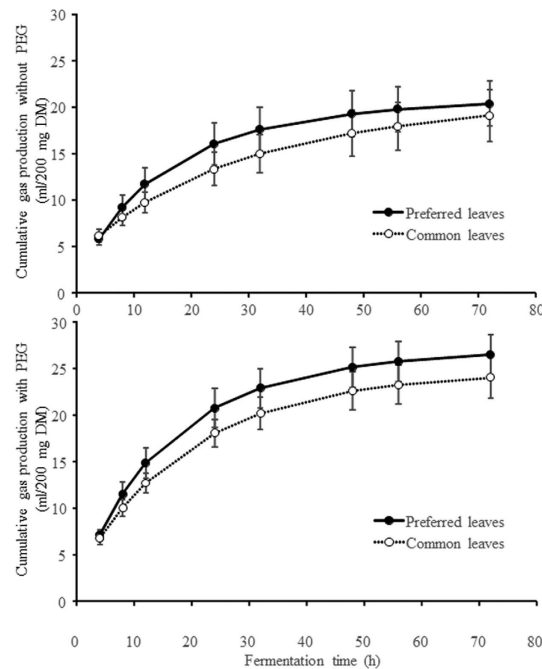 Cumulative gas production without PEG
(ml/200 mg DM)
30
25
20
15
10
5
0
Preferred leaves
Common leaves
0 10 20 30 40 50 60 70 80
Cumulative gas production with PEG
(ml/200 mg DM)
30
25
20
15
10
5
0
Preferred leaves
Common leaves
0 10 20 30 40 50 60 70 80
Fermentation time (h)